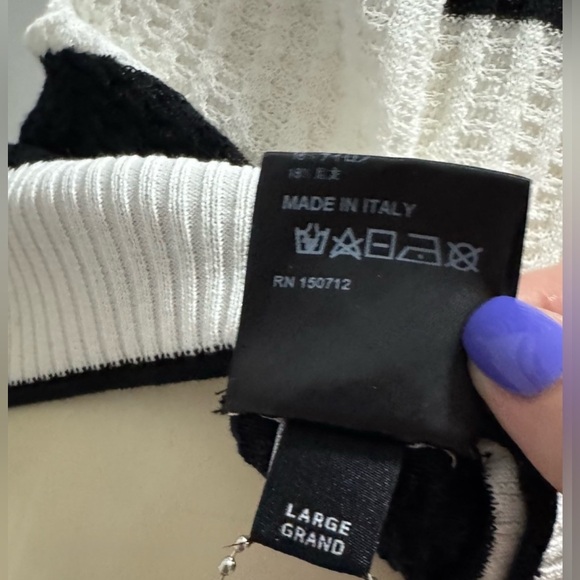 MADE IN ITALY
RN 150712
LARGE
GRAND